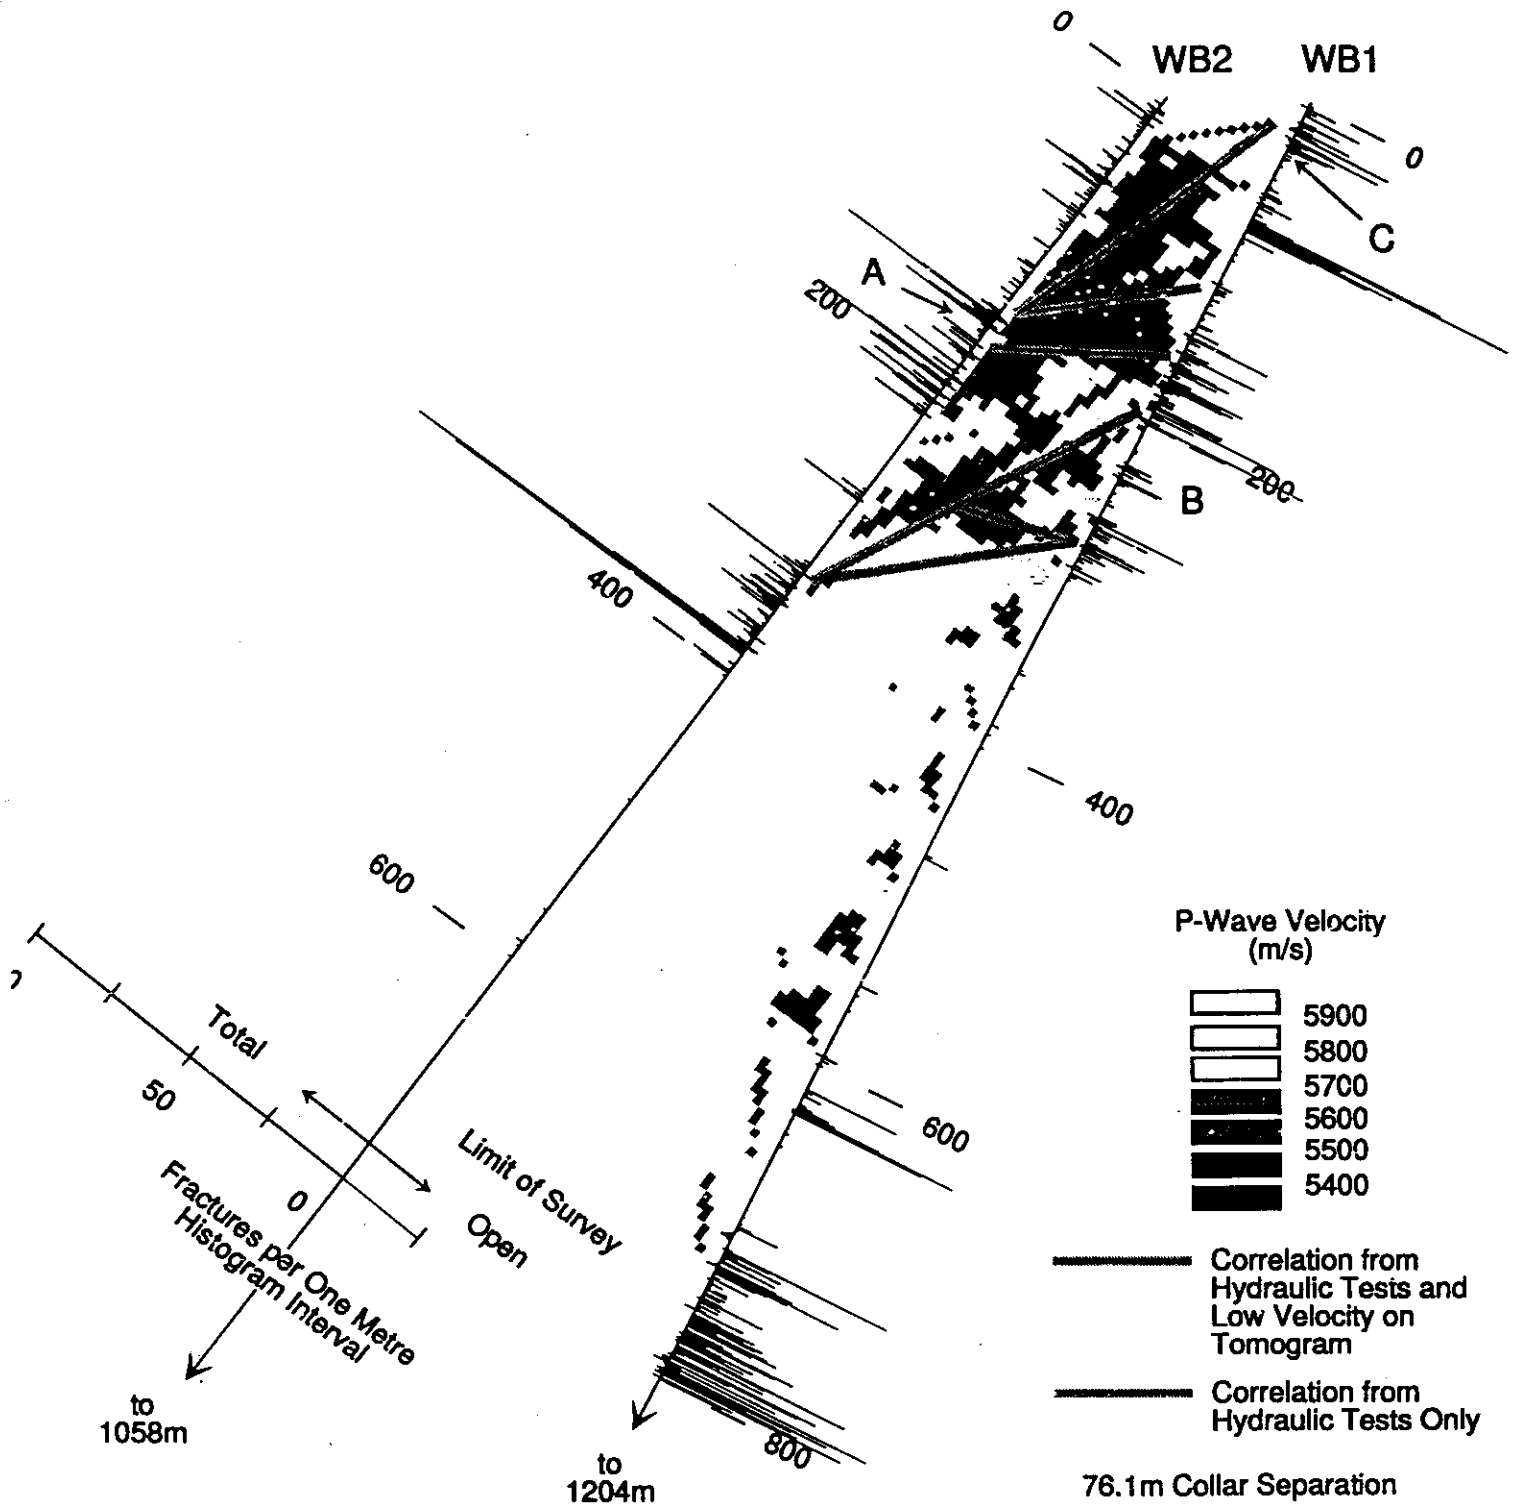 0
WB2
WB1
0
C
A
200
200
B
400
400
600
P-Wave Velocity
(m/s)
5900
5800
5700
5600
5500
5400
Total
50
0
Limit of Survey
Open
600
Fractures per One Metre
Histogram Interval
Correlation from
Hydraulic Tests and
Low Velocity on
Tomogram
Correlation from
Hydraulic Tests Only
to
1058m
800
to
1204m
76.1m Collar Separation